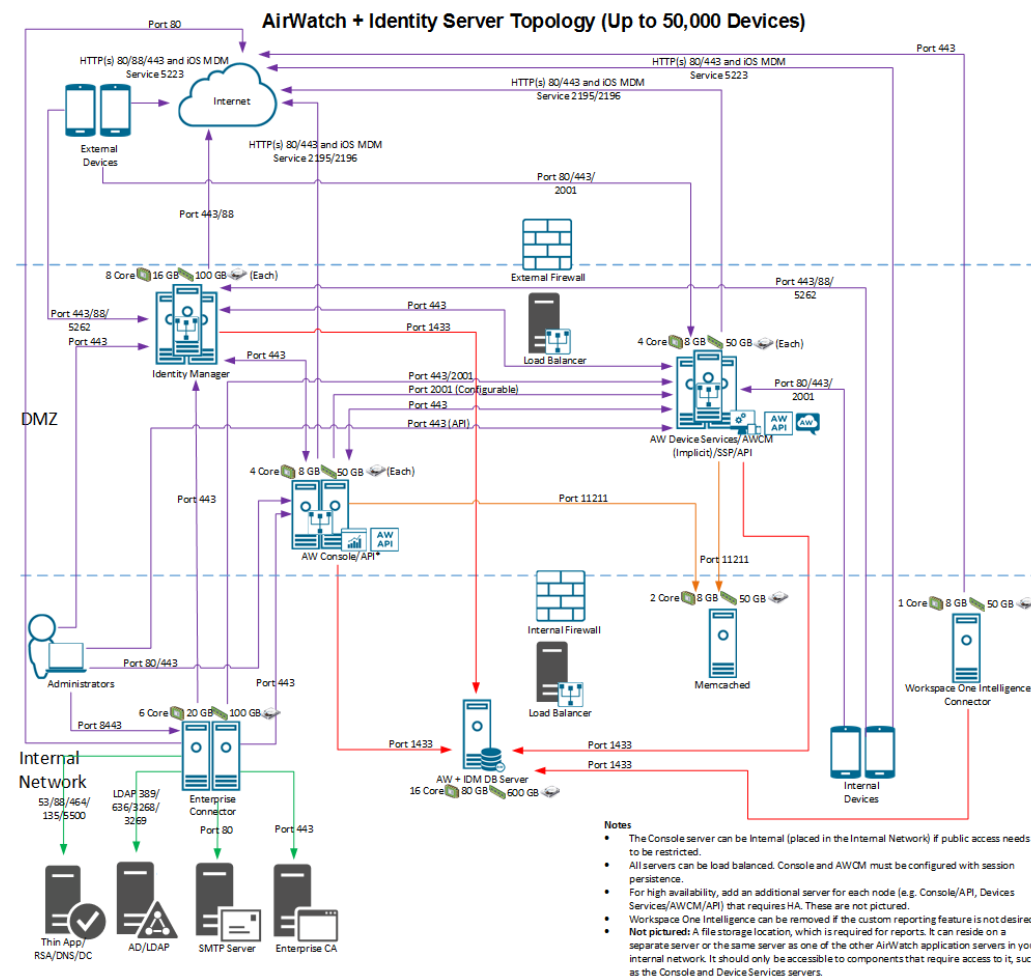 AirWatch + Identity Server Topology (Up to 50,000 Devices)
Port 80
Port 443
HTTP(s) 80/88/443 and iOS MDM
Service 5223
HTTP(s) 80/443 and iOS MDM
Service 5223
HTTP(s) 80/443 and iOS MDM
Service 2195/2196
Internet
External
Devices
HTTP(s) 80/443 and iOS MDM
Service 2195/2196
Port 80/443/
2001
Port 443/88
External Firewall
8 Core 16 GB 100 GB (Each)
Port 443/88/
5262
Port 443/88/
5262
Port 443
Port 443
Port 1433
Load Balancer
4 Core 8 GB 50 GB (Each)
Identity Manager
Port 443
Port 443/2001
Port 2001 (Configurable)
Port 443
Port 443 (API)
Port 80/443/
2001
DMZ
AW
API
AW
AW Device Services/AWCM
(Implicit)/SSP/API
4 Core 8 GB 50 GB (Each)
Port 443
Port 11211
AW
API
AW Console/API*
Port 11211
2 Core 8 GB 50 GB
1 Core 8 GB 50 GB
Internal Firewall
Port 80/443
Administrators
Port 443
Memcached
Workspace One Intelligence
Connector
Load Balancer
6 Core 20 GB 100 GB
Port 8443
Port 1433
Port 1433
Port 1433
Internal
Network
AW + IDM DB Server
16 Core 80 GB 600 GB
Internal
Devices
Enterprise
Connector
53/88/464/
135/5500
LDAP 389/
636/3268/
3269
Port 80
Port 443
Thin App/
RSA/DNS/DC
AD/LDAP
SMTP Server
Enterprise CA
Notes
• The Console server can be Internal (placed in the Internal Network) if public access needs
to be restricted.
• All servers can be load balanced. Console and AWCM must be configured with session
persistence.
• For high availability, add an additional server for each node (e.g. Console/API, Devices
Services/AWCM/API) that requires HA. These are not pictured.
• Workspace One Intelligence can be removed if the custom reporting feature is not desired
• Not pictured: A file storage location, which is required for reports. It can reside on a
separate server or the same server as one of the other AirWatch application servers in you
internal network. It should only be accessible to components that require access to it, suc
as the Console and Device Services servers.